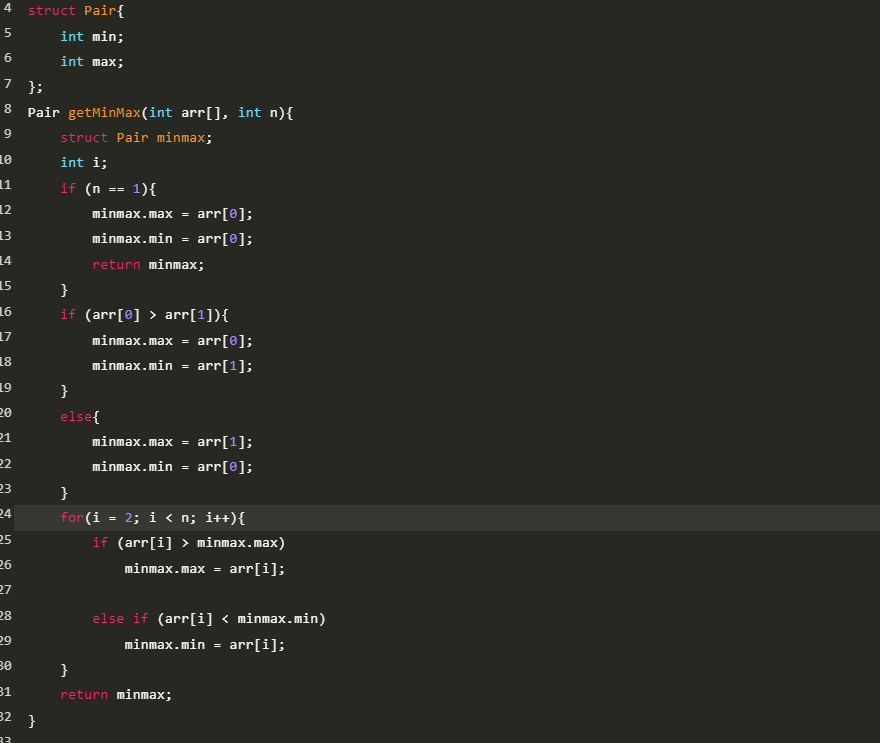 4 struct Pair{
5     int min;
6     int max;
7 };
8 Pair getMinMax(int arr[], int n){
9     struct Pair minmax;
10     int i;
11     if (n == 1){
12         minmax.max = arr[0];
13         minmax.min = arr[0];
14         return minmax;
15     }
16     if (arr[0] > arr[1]){
17         minmax.max = arr[0];
18         minmax.min = arr[1];
19     }
20     else{
21         minmax.max = arr[1];
22         minmax.min = arr[0];
23     }
24     for(i = 2; i < n; i++){
25         if (arr[i] > minmax.max)
26             minmax.max = arr[i];
27
28         else if (arr[i] < minmax.min)
29             minmax.min = arr[i];
30     }
31     return minmax;
32 }
33